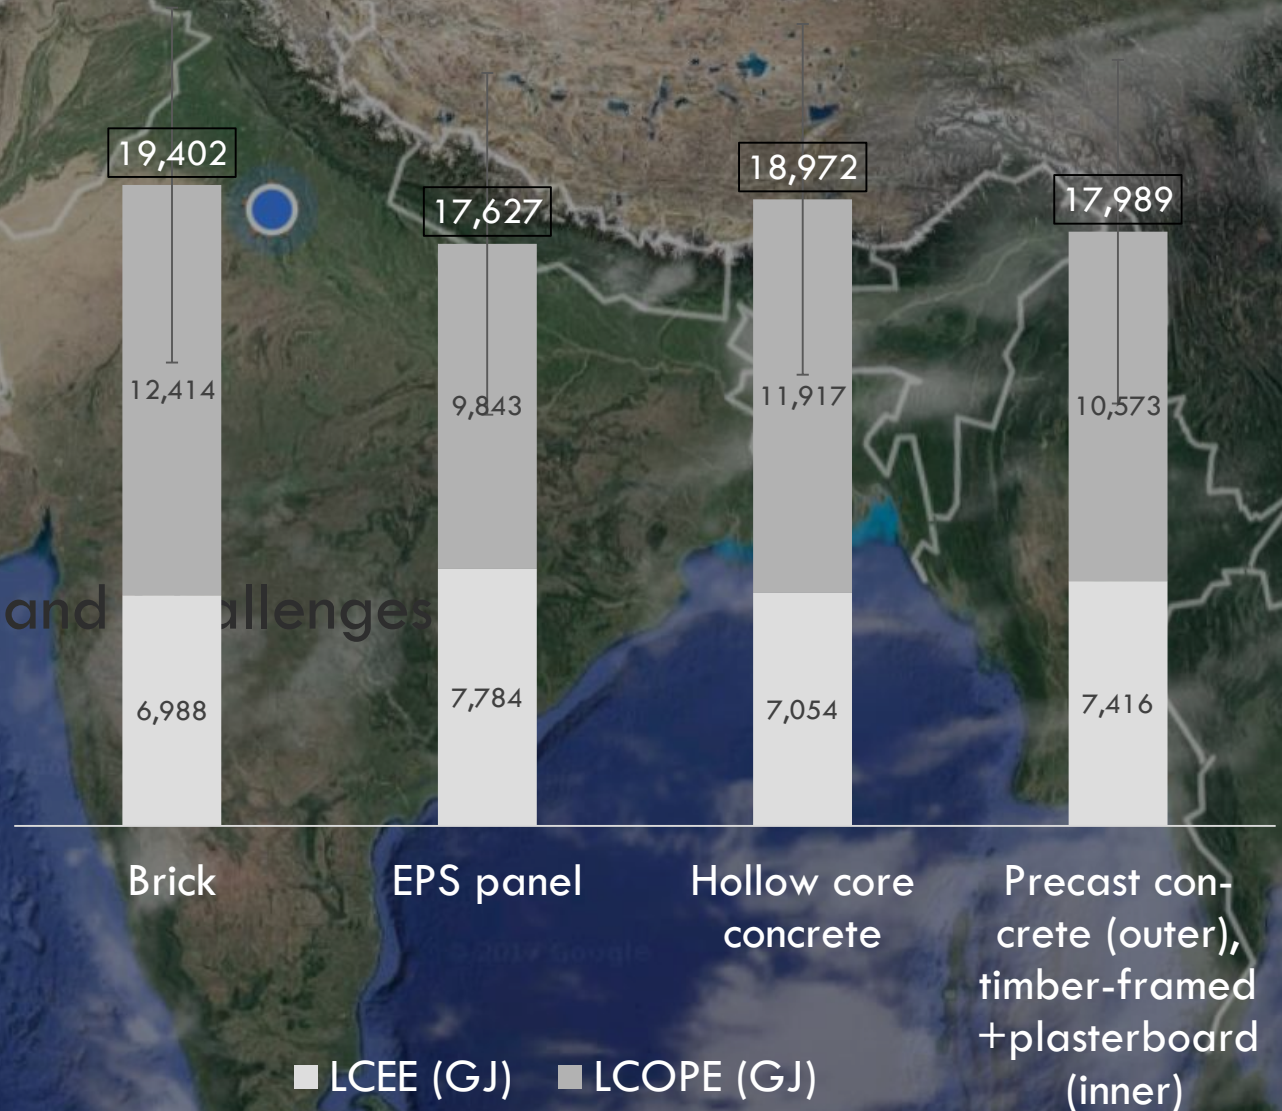 19,402
17,627
18,972
17,989
12,414
9,843
11,917
10,573
and allenges
6,988
7,784
7,054
7,416
Brick
EPS panel
Hollow core
concrete
Precast con-
crete (outer),
timber-framed
+plasterboard
(inner)
© 2017 Google
LCEE (GJ) LCOPE (GJ)